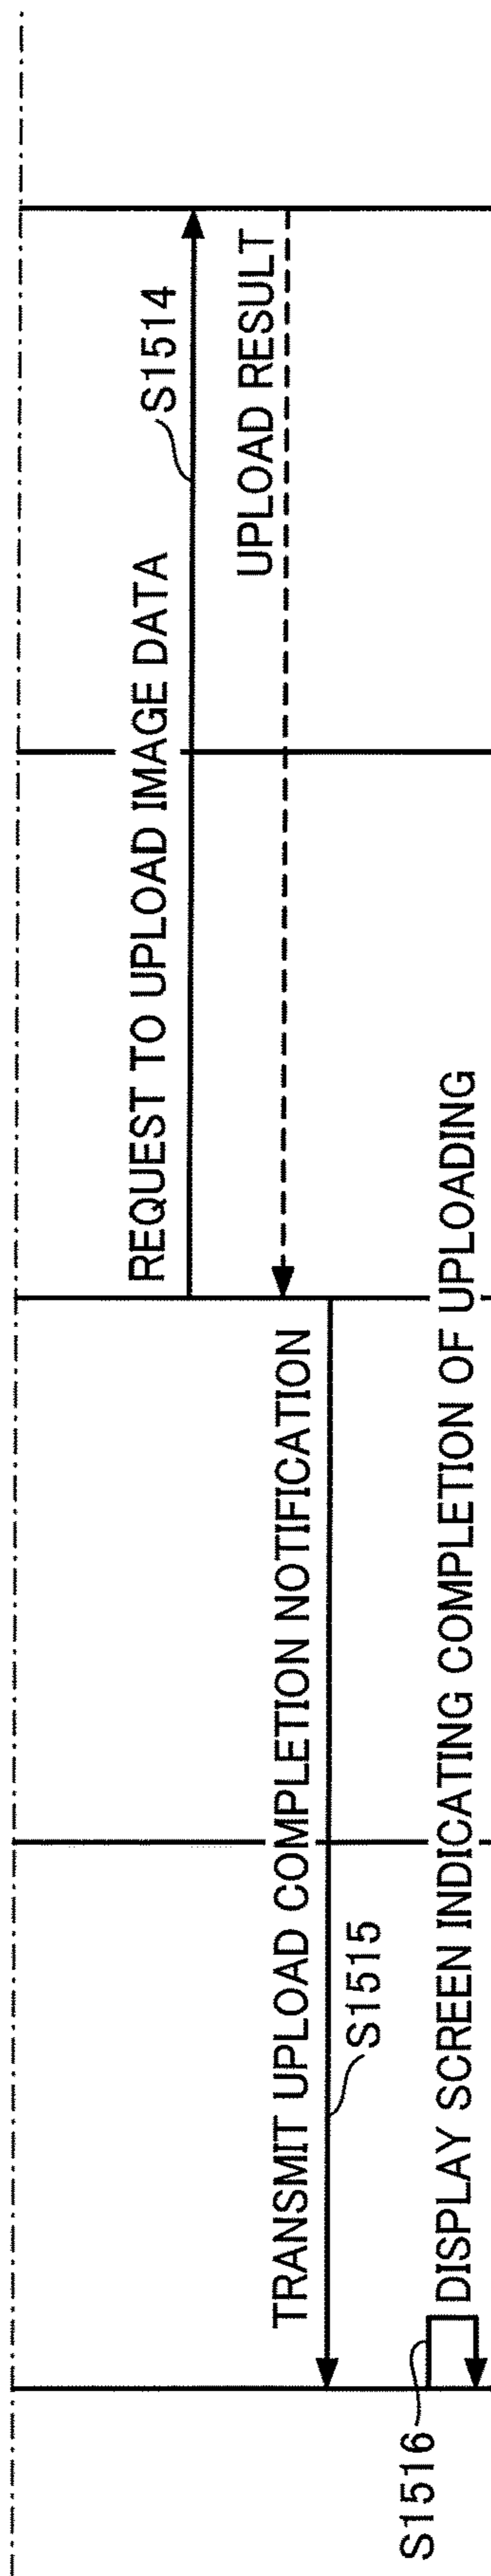 REQUEST TO UPLOAD IMAGE DATA
S1514
UPLOAD RESULT
TRANSMIT UPLOAD COMPLETION NOTIFICATION
S1515
S1516
DISPLAY SCREEN INDICATING COMPLETION OF UPLOADING